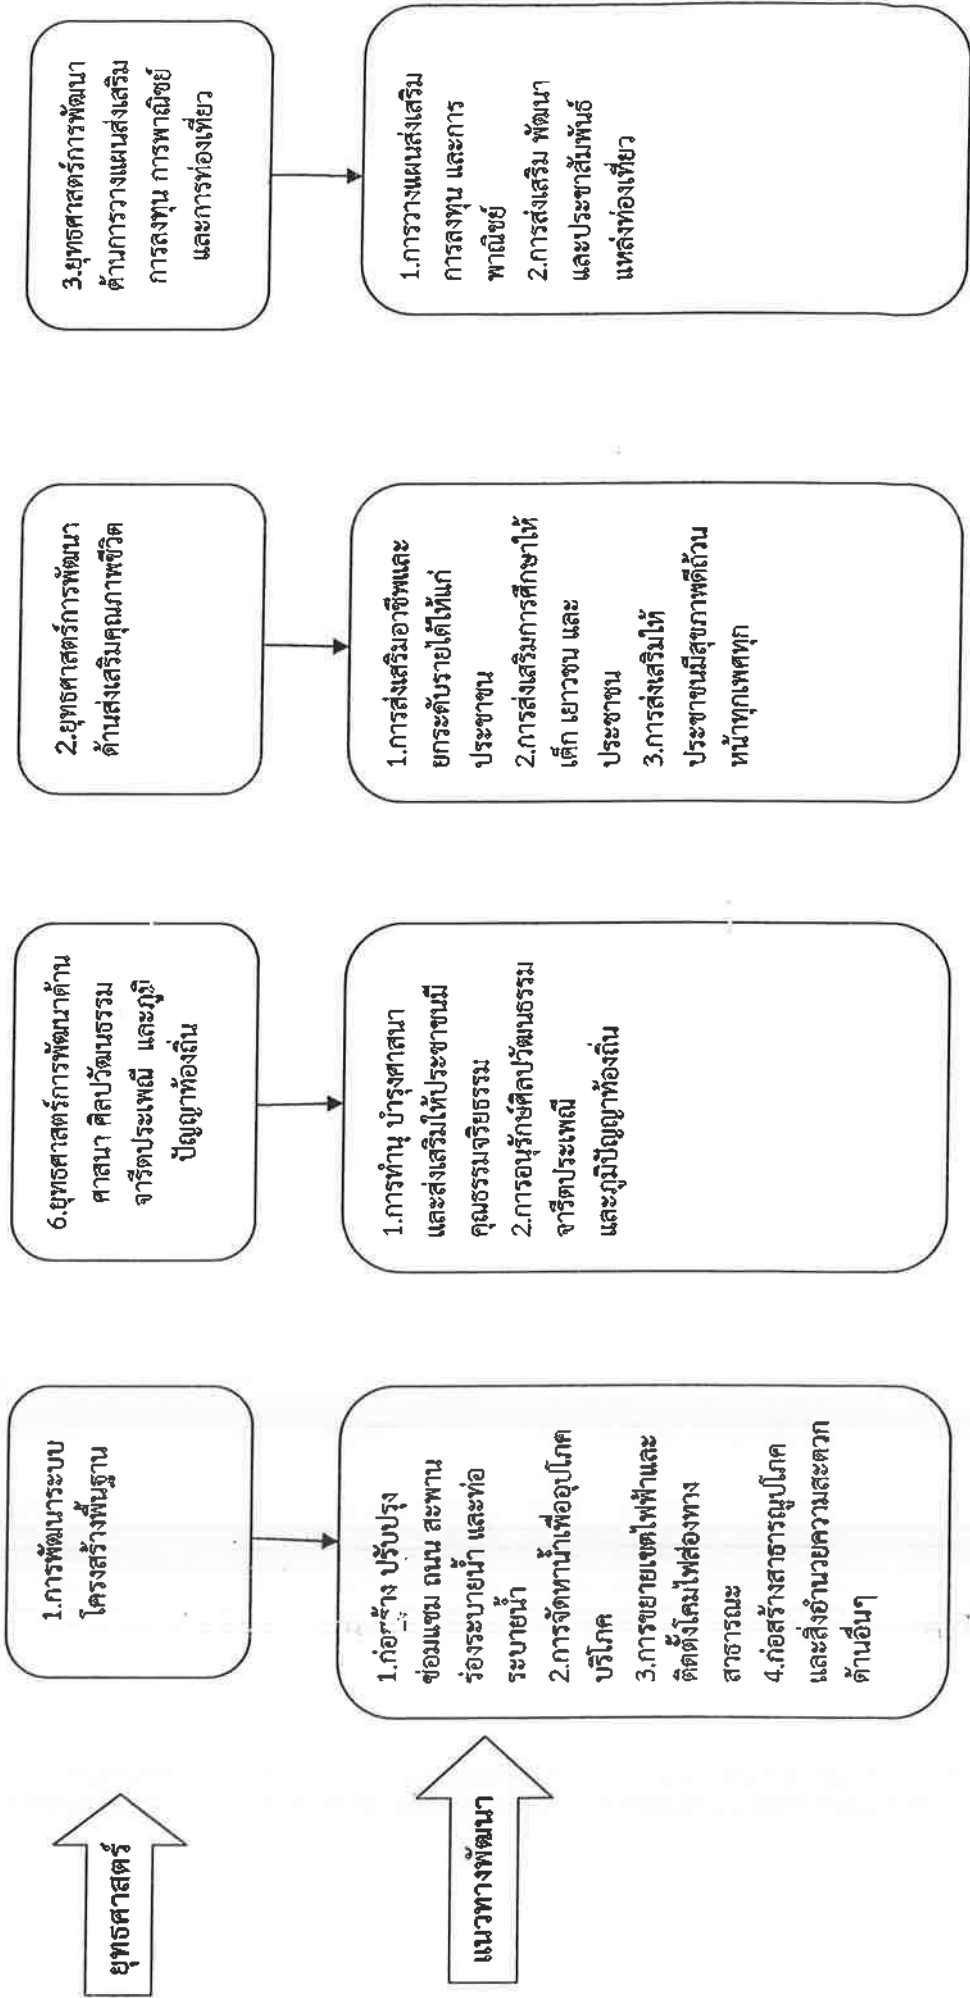 ยุทธศาสตร์
1.การพัฒนาระบบ
โครงสร้างพื้นฐาน
6.ยุทธศาสตร์การพัฒนาด้าน
ศาสนา ศิลปวัฒนธรรม
จารีตประเพณี และภูมิ
ปัญญาท้องถิ่น
2.ยุทธศาสตร์การพัฒนา
ด้านส่งเสริมคุณภาพชีวิต
3.ยุทธศาสตร์การพัฒนา
ด้านการวางแผนส่งเสริม
การลงทุน การพาณิชย์
และการท่องเที่ยว
แนวทางพัฒนา
1.ก่อสร้าง ปรับปรุง
ซ่อมแซม ถนน สะพาน
ร่องระบายน้ำ และท่อ
ระบายน้ำ
2.การจัดหาน้ำเพื่ออุปโภค
บริโภค
3.การขยายเขตไฟฟ้าและ
ติดตั้งโคมไฟส่องทาง
สาธารณะ
4.ก่อสร้างสาธารณูปโภค
และสิ่งอำนวยความสะดวก
ด้านอื่นๆ
1.การทำนุ บำรุงศาสนา
และส่งเสริมให้ประชาชนมี
คุณธรรมจริยธรรม
2.การอนุรักษ์ศิลปวัฒนธรรม
จารีตประเพณี
และภูมิปัญญาท้องถิ่น
1.การส่งเสริมอาชีพและ
ยกระดับรายได้ให้แก่
ประชาชน
2.การส่งเสริมการศึกษาให้
เด็ก เยาวชน และ
ประชาชน
3.การส่งเสริมให้
ประชาชนมีสุขภาพดีถ้วน
หน้าทุกเพศทุก
1.การวางแผนส่งเสริม
การลงทุน และการ
พาณิชย์
2.การส่งเสริม พัฒนา
และประชาสัมพันธ์
แหล่งท่องเที่ยว